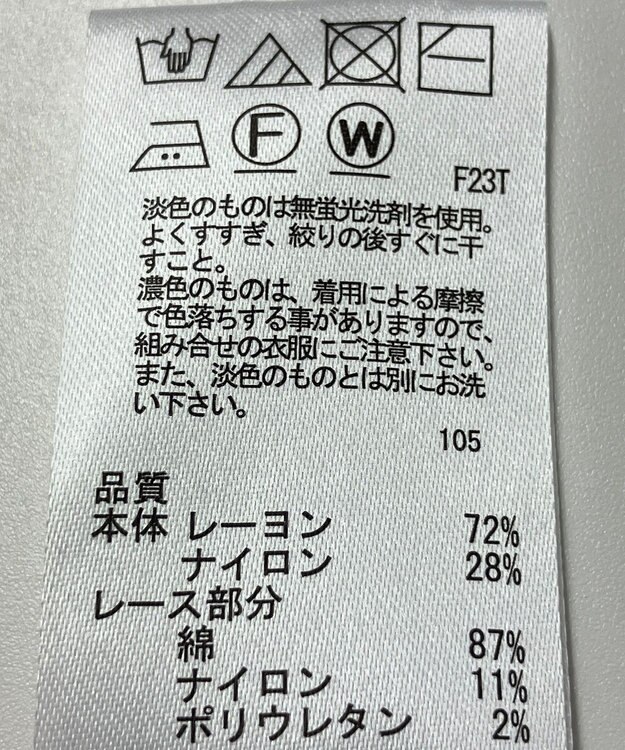 F W
F23T
淡色のものは無蛍光洗剤を使用。
よくすすぎ、絞りの後すぐに干
すこと。
濃色のものは、着用による摩擦
で色落ちする事がありますので、
組み合せの衣服にご注意下さい。
また、淡色のものとは別にお洗
い下さい。
105
品質
本体 レーヨン 72%
ナイロン 28%
レース部分
綿 87%
ナイロン 11%
ポリウレタン 2%